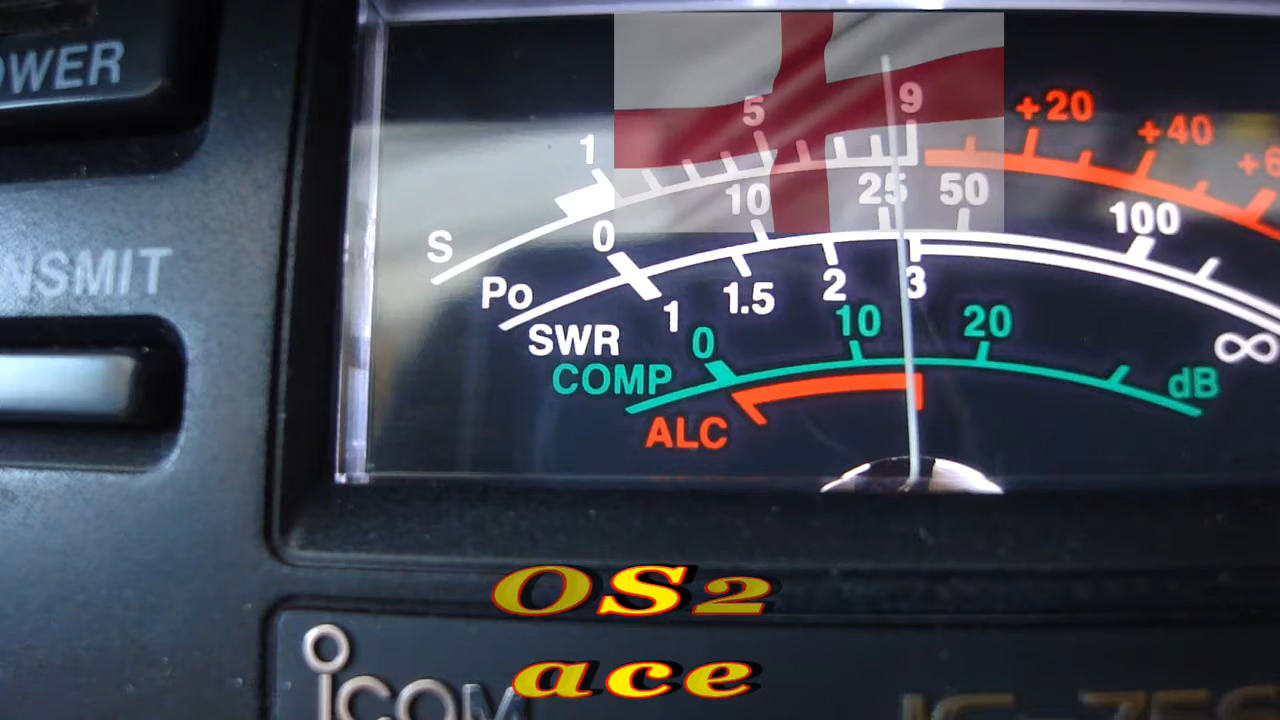 OWER
1 5 9 +20 +40 +6
S
0 10 25 50 100
Po
NSMIT
1 1.5 2 3 ∞
SWR
0 10 20 dB
COMP
ALC
OS2
ace
ICOM